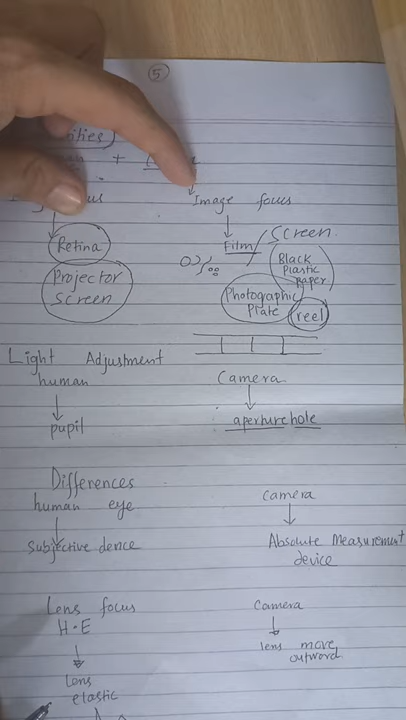 5
Image focus
Retina
Film / Screen
Projector Screen
Black Plastic Paper
Photographic Plate
reel
Light Adjustment
human
Camera
pupil
aperture hole
Differences
human eye
Camera
Subjective dence
Absolute Measurement
device
Lens focus
Camera
H.E
lens move
outword
Lens
elastic